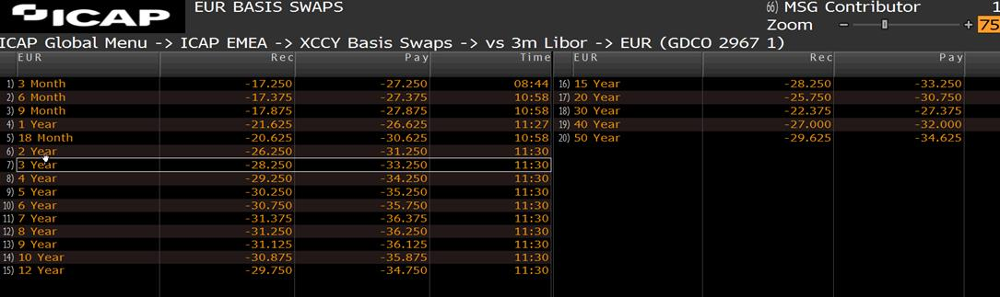 ICAP EUR BASIS SWAPS 66) MSG Contributor 1
Zoom - + 75
ICAP Global Menu -> ICAP EMEA -> XCCY Basis Swaps -> vs 3m Libor -> EUR (GDCO 2967 1)
EUR Rec Pay Time EUR Rec Pay
1) 3 Month -17.250 -27.250 08:44 16) 15 Year -28.250 -33.250
2) 6 Month -17.375 -27.375 10:58 17) 20 Year -25.750 -30.750
3) 9 Month -17.875 -27.875 10:58 18) 30 Year -22.375 -27.375
4) 1 Year -21.625 -26.625 11:27 19) 40 Year -27.000 -32.000
5) 18 Month -20.625 -30.625 10:58 20) 50 Year -29.625 -34.625
6) 2 Year -26.250 -31.250 11:30
7) 3 Year -28.250 -33.250 11:30
8) 4 Year -29.250 -34.250 11:30
9) 5 Year -30.250 -35.250 11:30
10) 6 Year -30.750 -35.750 11:30
11) 7 Year -31.375 -36.375 11:30
12) 8 Year -31.250 -36.250 11:30
13) 9 Year -31.125 -36.125 11:30
14) 10 Year -30.875 -35.875 11:30
15) 12 Year -29.750 -34.750 11:30